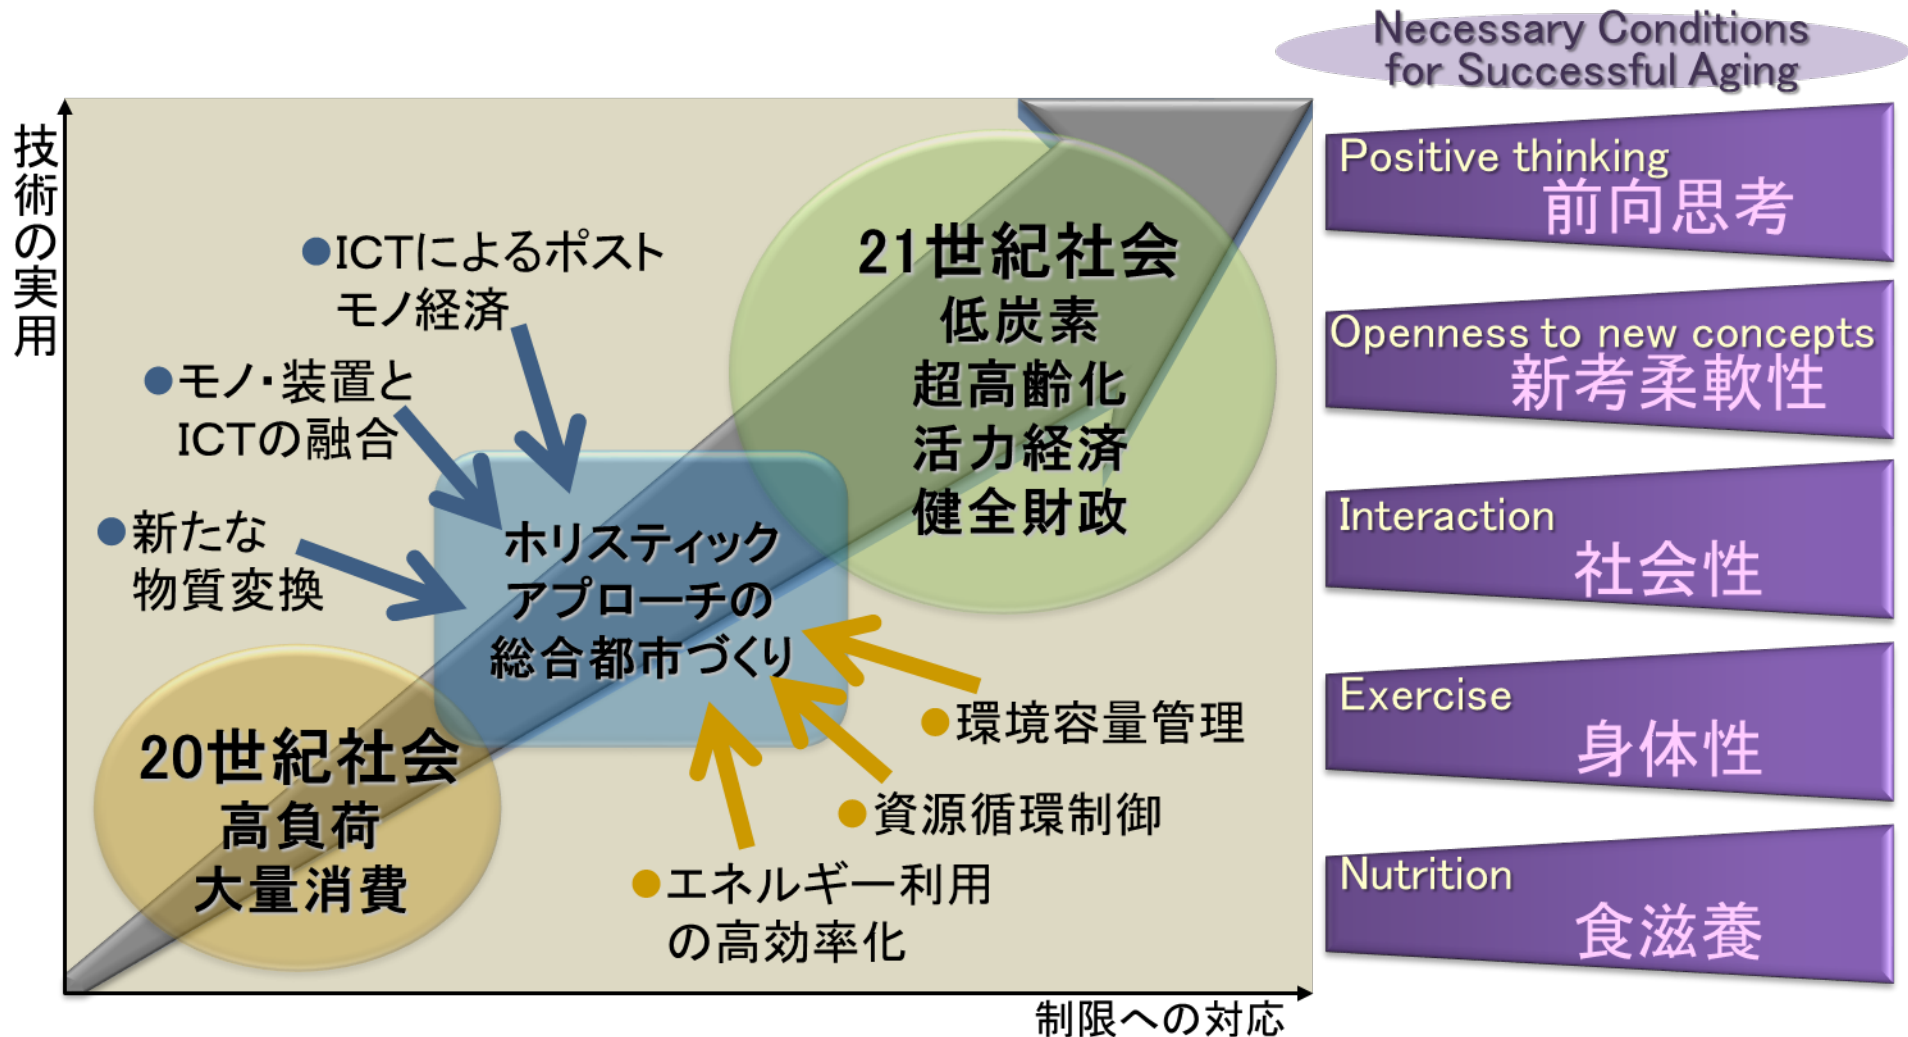 Necessary Conditions
for Successful Aging
技術の実用
●ICTによるポスト
モノ経済
●モノ・装置と
ICTの融合
●新たな
物質変換
21世紀社会
低炭素
超高齢化
活力経済
健全財政
ホリスティック
アプローチの
総合都市づくり
20世紀社会
高負荷
大量消費
●環境容量管理
●資源循環制御
●エネルギー利用
の高効率化
制限への対応
Positive thinking
前向思考
Openness to new concepts
新考柔軟性
Interaction
社会性
Exercise
身体性
Nutrition
食滋養